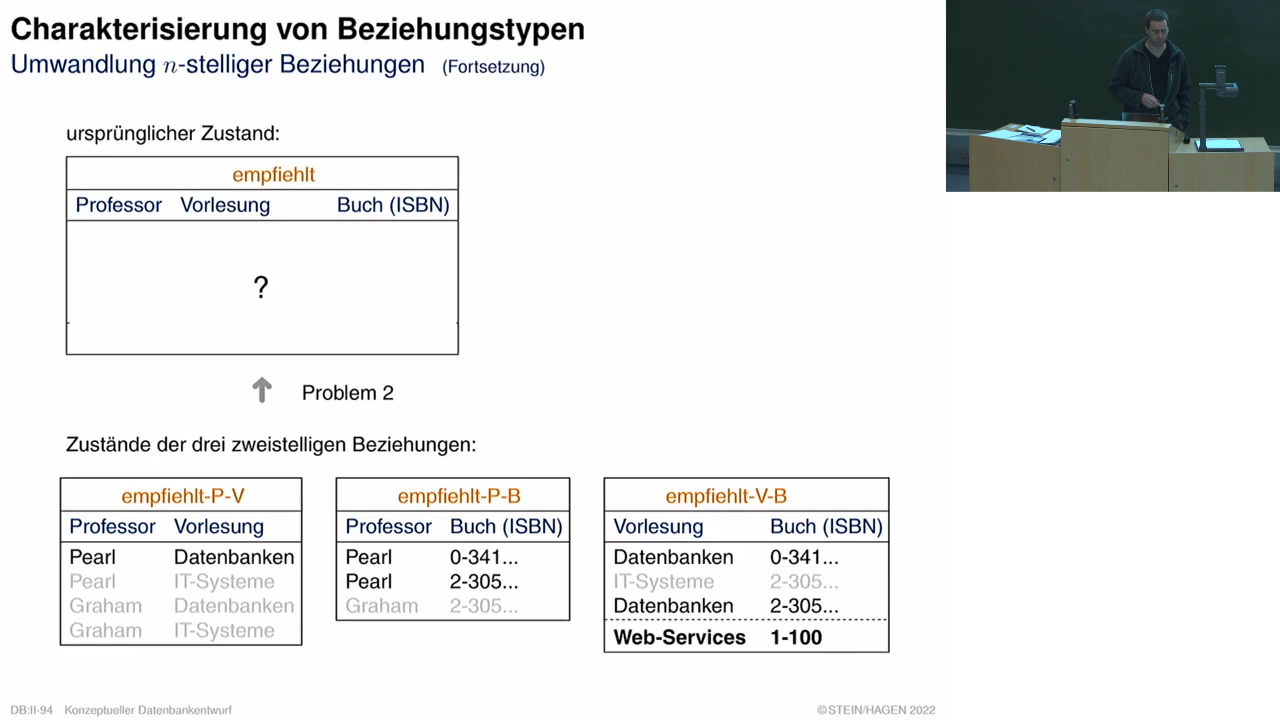 Charakterisierung von Beziehungstypen
Umwandlung n-stelliger Beziehungen (Fortsetzung)
ursprünglicher Zustand:
empfiehlt
Professor Vorlesung Buch (ISBN)
?
Problem 2
Zustände der drei zweistelligen Beziehungen:
empfiehlt-P-V
Professor Vorlesung
Pearl Datenbanken
Pearl IT-Systeme
Graham Datenbanken
Graham IT-Systeme
empfiehlt-P-B
Professor Buch (ISBN)
Pearl 0-341...
Pearl 2-305...
Graham 2-305...
empfiehlt-V-B
Vorlesung Buch (ISBN)
Datenbanken 0-341...
IT-Systeme 2-305...
Datenbanken 2-305...
Web-Services 1-100
DB:II-94 Konzeptueller Datenbankentwurf
©STEIN/HAGEN 2022